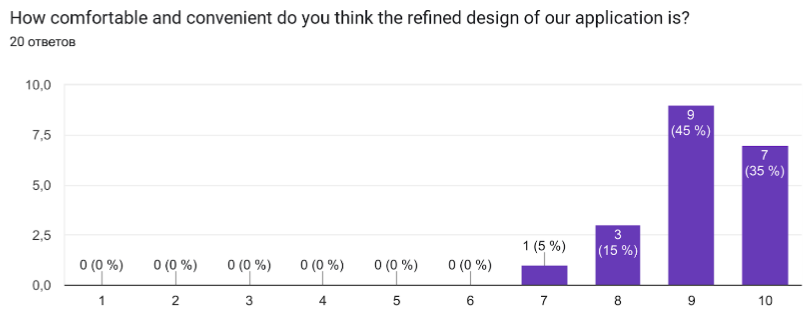 How comfortable and convenient do you think the refined design of our application is?
20 ответов
10,0
7,5
5,0
2,5
0,0
0 (0 %) 0 (0 %) 0 (0 %) 0 (0 %) 0 (0 %) 0 (0 %) 1 (5 %)
3
(15 %)
9
(45 %)
7
(35 %)
1 2 3 4 5 6 7 8 9 10